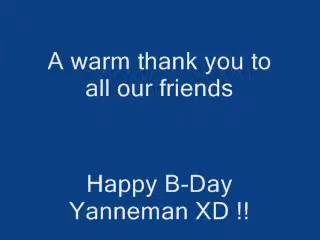 A warm thank you to
all our friends
Happy B-Day
Yanneman XD !!